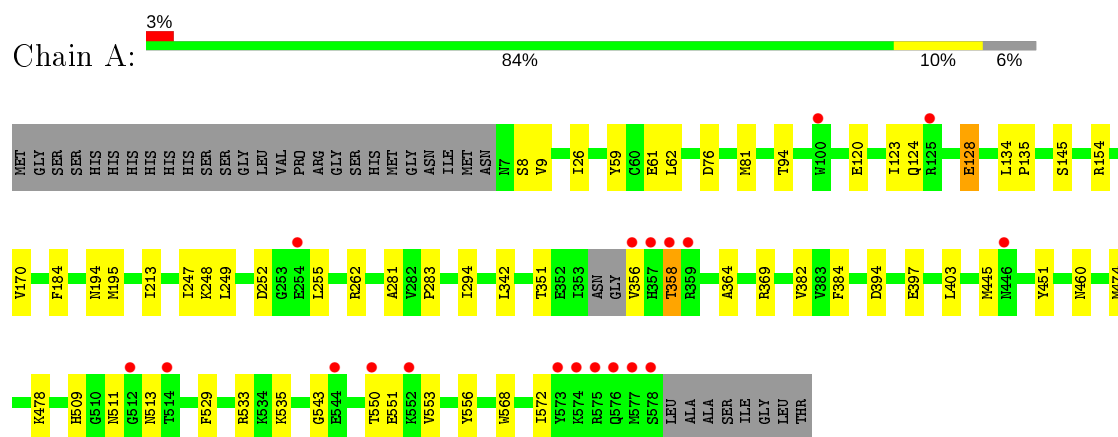 3%
Chain A:
84% 10% 6%
MET GLY SER SER HIS HIS HIS HIS HIS HIS SER SER GLY LEU VAL PRO ARG GLY SER HIS MET GLY ASN ILE MET ASN N7 S8 V9 I26 Y59 C60 E61 L62 D76 M81 T94 W100 E120 I123 Q124 R125 E128 L134 P135 S145 R154
V170 F184 N194 M195 I213 I247 K248 L249 D252 G253 E254 L255 R262 A281 V282 P283 I294 L342 T351 E352 I353 ASN GLY V356 H357 T358 R359 A364 R369 V382 V383 F384 D394 E397 L403 M445 N446 Y451 N460
K478 H509 G510 N511 G512 N513 T514 F529 R533 K534 K535 G543 E544 T550 E551 K552 V553 Y556 W568 I572 Y573 K574 R575 Q576 M577 S578 LEU ALA ALA SER ILE GLY LEU THR